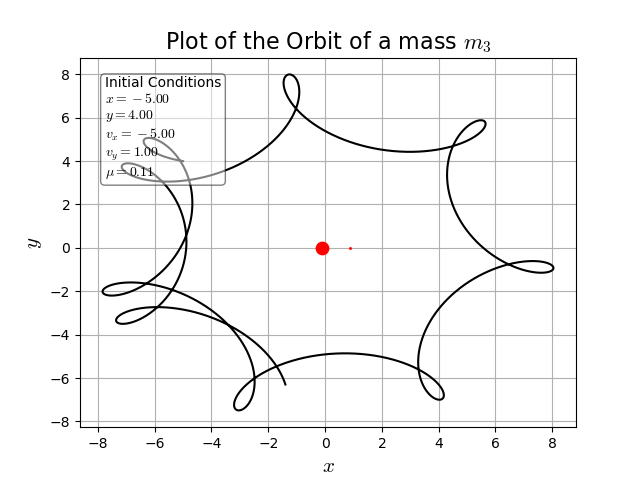 Plot of the Orbit of a mass m₃
Initial Conditions
x = −5.00
y = 4.00
vₓ = −5.00
v_y = 1.00
μ = 0.11
8
6
4
2
0
−2
−4
−6
−8
y
−8 −6 −4 −2 0 2 4 6 8
x